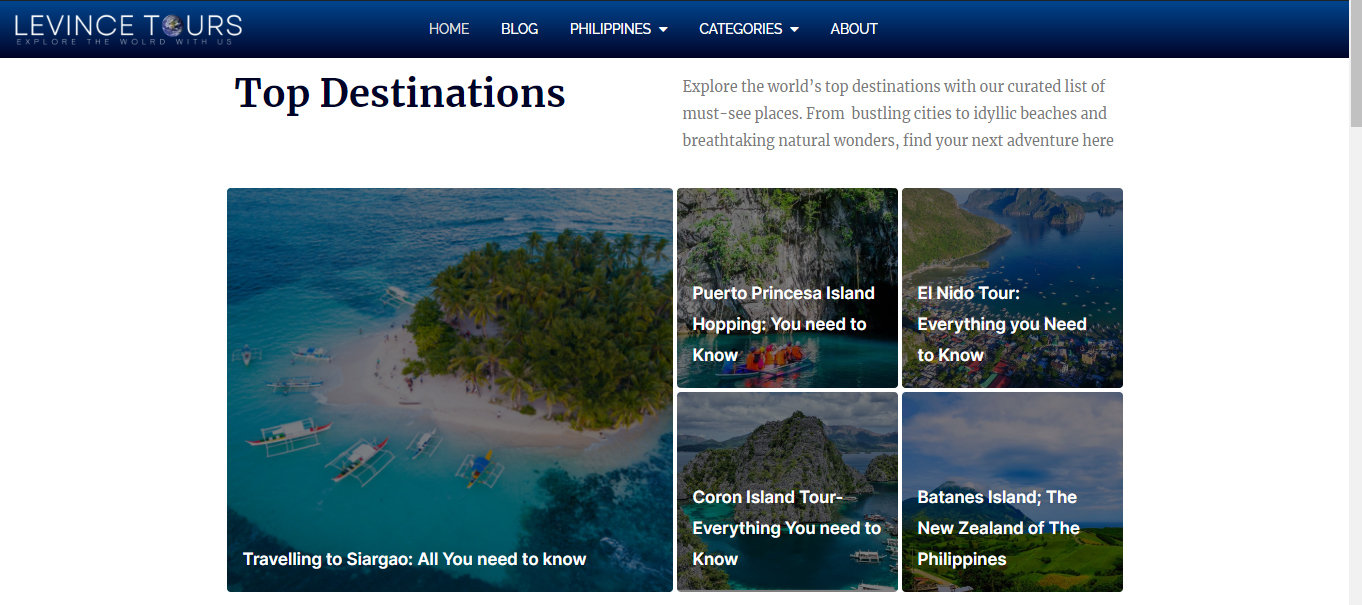 LEVINCE TOURS
EXPLORE THE WOLRD WITH US
HOME
BLOG
PHILIPPINES
CATEGORIES
ABOUT
Top Destinations
Explore the world’s top destinations with our curated list of
must-see places. From  bustling cities to idyllic beaches and
breathtaking natural wonders, find your next adventure here
Travelling to Siargao: All You need to know
Puerto Princesa Island
Hopping: You need to
Know
El Nido Tour:
Everything you Need
to Know
Coron Island Tour-
Everything You need to
Know
Batanes Island; The
New Zealand of The
Philippines